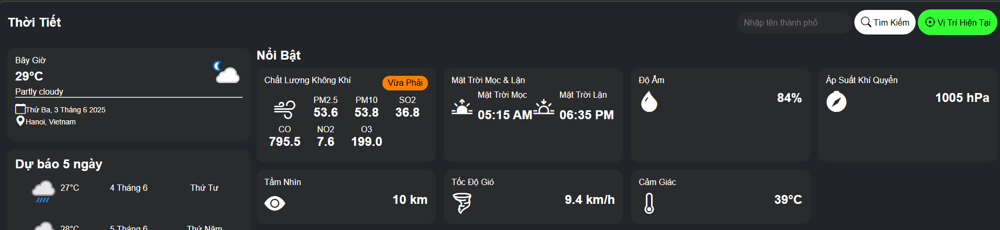 Thời Tiết
Nhập tên thành phố
Tìm Kiếm
Vị Trí Hiện Tại
Bây Giờ
29°C
Partly cloudy
Thứ Ba, 3 Tháng 6 2025
Hanoi, Vietnam
Dự báo 5 ngày
27°C 4 Tháng 6 Thứ Tư
28°C 5 Tháng 6 Thứ Năm
Nổi Bật
Chất Lượng Không Khí
Vừa Phải
PM2.5 PM10 SO2
53.6 53.8 36.8
CO NO2 O3
795.5 7.6 199.0
Mặt Trời Mọc & Lặn
Mặt Trời Mọc Mặt Trời Lặn
05:15 AM 06:35 PM
Độ Ẩm
84%
Áp Suất Khí Quyển
1005 hPa
Tầm Nhìn
10 km
Tốc Độ Gió
9.4 km/h
Cảm Giác
39°C